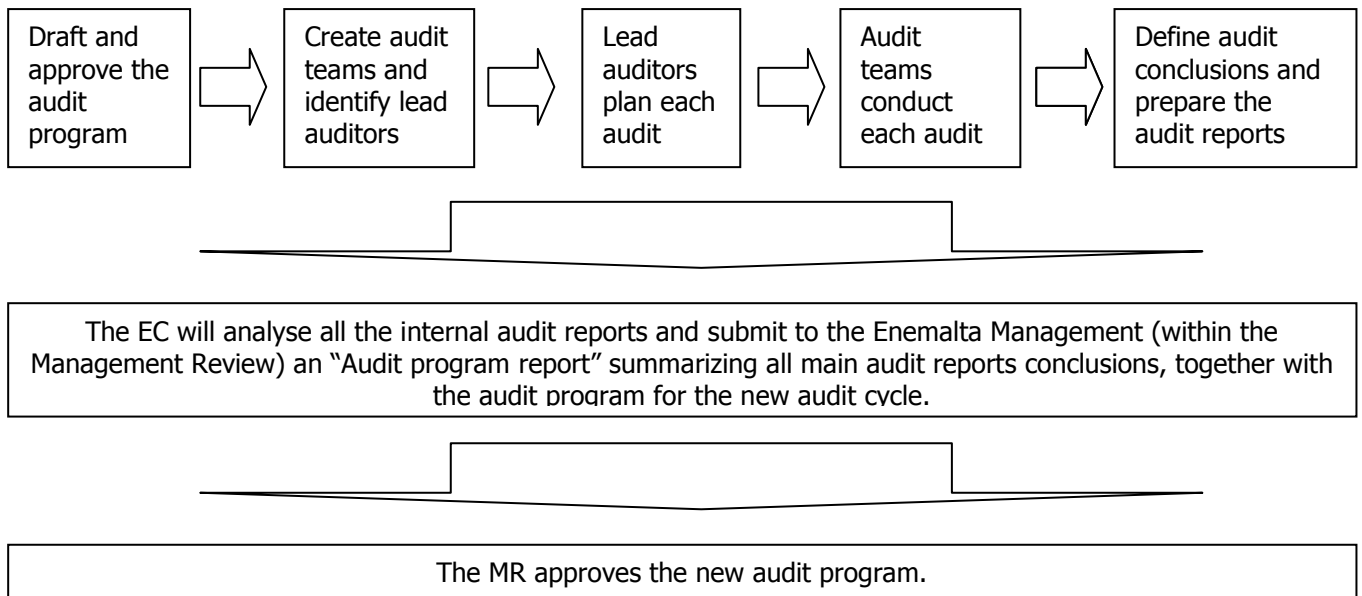 Draft and
approve the
audit
program
Create audit
teams and
identify lead
auditors
Lead
auditors
plan each
audit
Audit
teams
conduct
each audit
Define audit
conclusions and
prepare the
audit reports
The EC will analyse all the internal audit reports and submit to the Enemalta Management (within the
Management Review) an “Audit program report” summarizing all main audit reports conclusions, together with
the audit program for the new audit cycle.
The MR approves the new audit program.